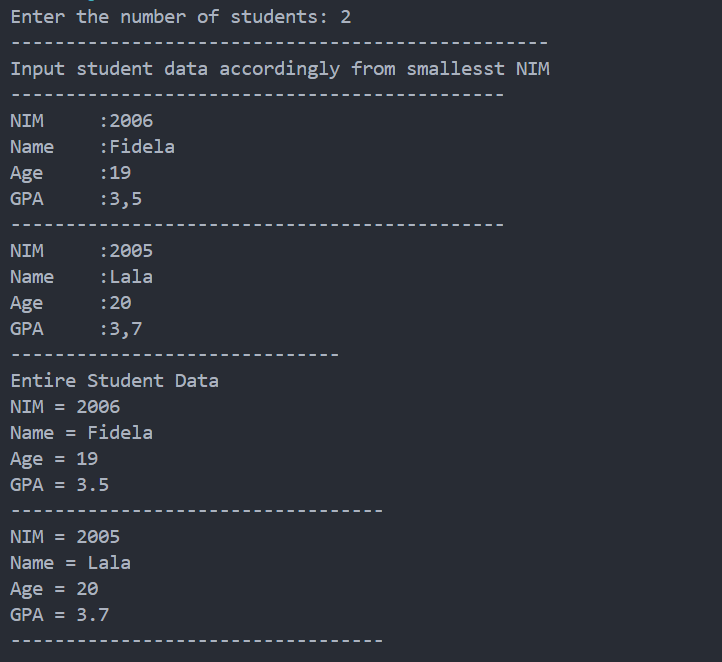 Enter the number of students: 2
-------------------------------------------------
Input student data accordingly from smallesst NIM
---------------------------------------------
NIM     :2006
Name    :Fidela
Age     :19
GPA     :3,5
---------------------------------------------
NIM     :2005
Name    :Lala
Age     :20
GPA     :3,7
------------------------------
Entire Student Data
NIM = 2006
Name = Fidela
Age = 19
GPA = 3.5
----------------------------------
NIM = 2005
Name = Lala
Age = 20
GPA = 3.7
----------------------------------